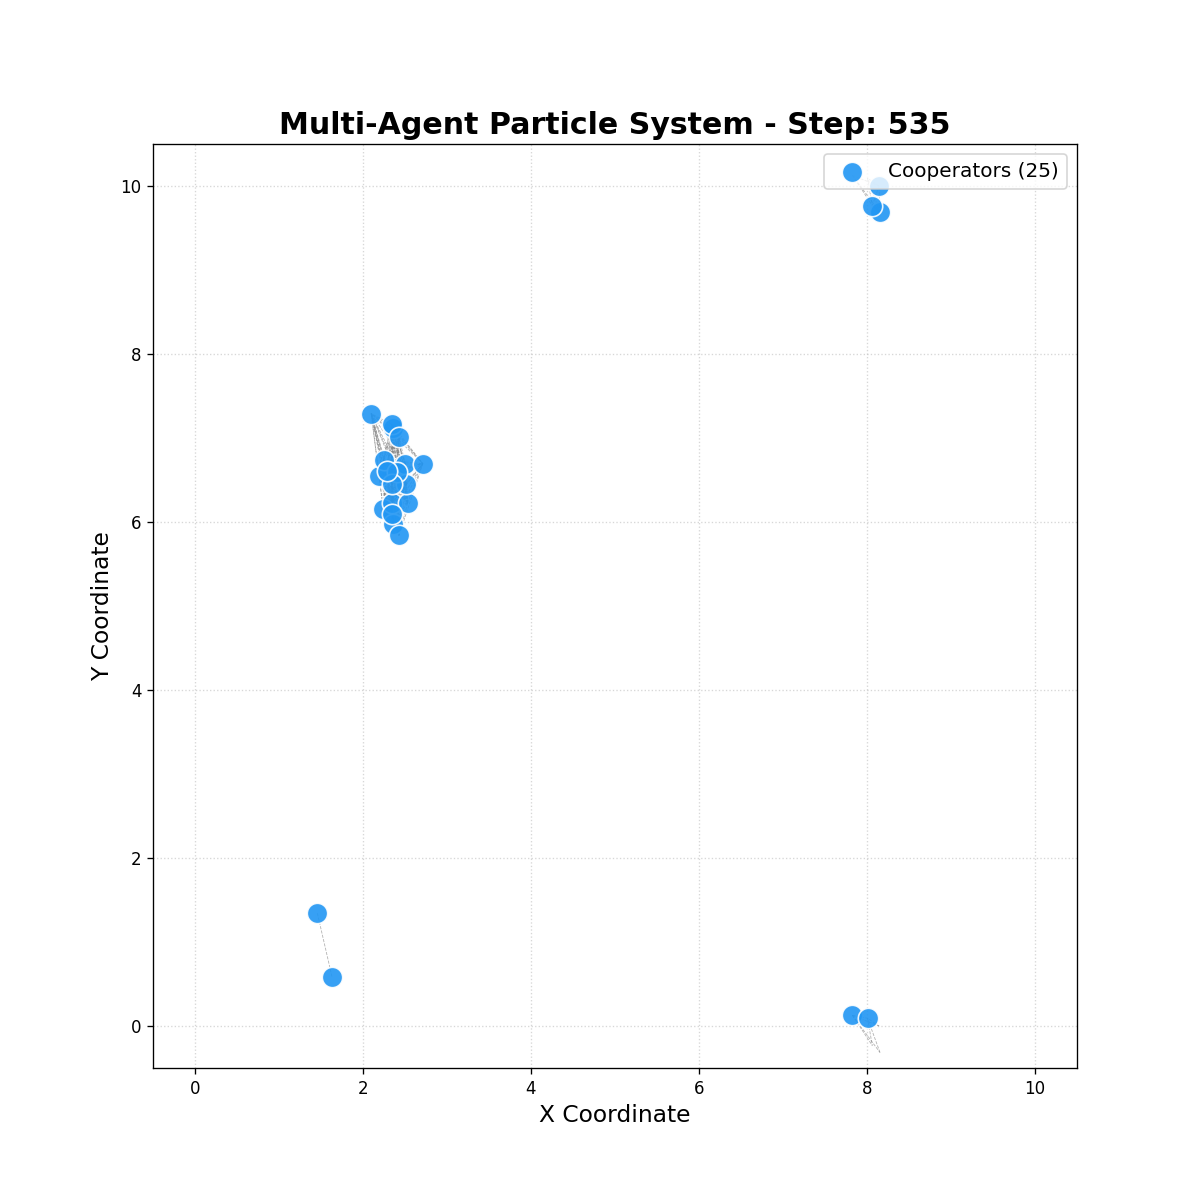 Multi-Agent Particle System - Step: 535
Cooperators (25)
10
8
6
4
2
0
Y Coordinate
0 2 4 6 8 10
X Coordinate